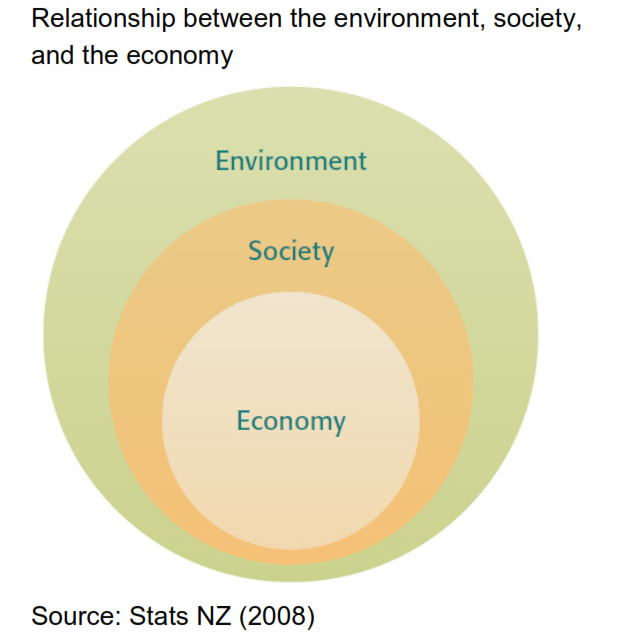 Relationship between the environment, society,
and the economy
Environment
Society
Economy
Source: Stats NZ (2008)